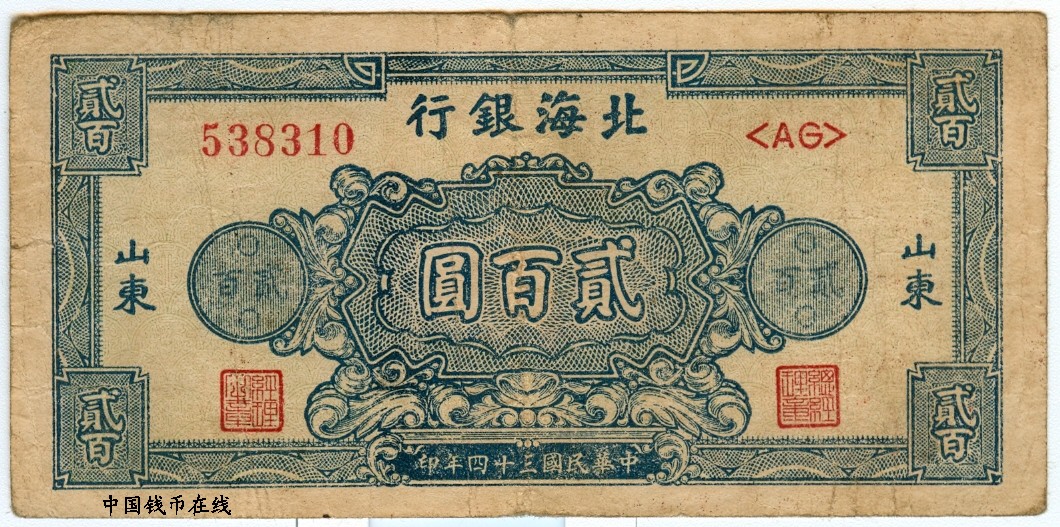 北海銀行
538310
<AG>
貳百
貳百
山東
山東
貳百
貳百圓
貳百
貳百
貳百
中華民國三十四年印
中国钱币在线